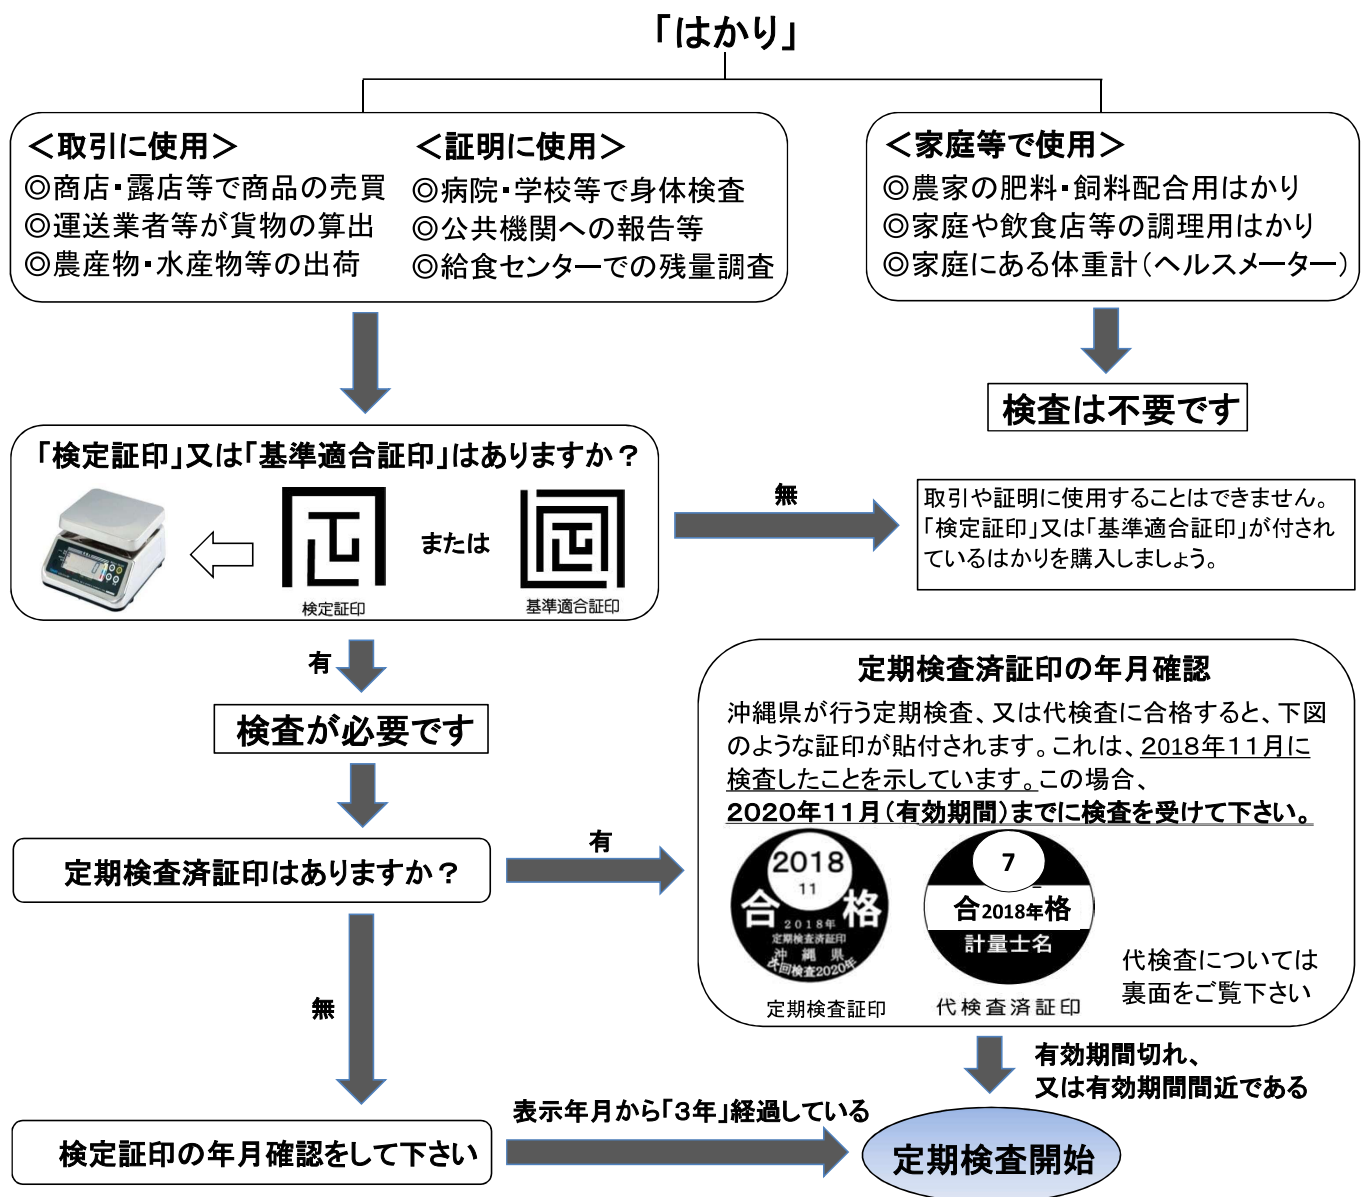 「はかり」
＜取引に使用＞
◎商店・露店等で商品の売買
◎運送業者等が貨物の算出
◎農産物・水産物等の出荷
＜証明に使用＞
◎病院・学校等で身体検査
◎公共機関への報告等
◎給食センターでの残量調査
＜家庭等で使用＞
◎農家の肥料・飼料配合用はかり
◎家庭や飲食店等の調理用はかり
◎家庭にある体重計（ヘルスメーター）
検査は不要です
「検定証印」又は「基準適合証印」はありますか？
または
検定証印
基準適合証印
無
取引や証明に使用することはできません。
「検定証印」又は「基準適合証印」が付され
ているはかりを購入しましょう。
有
検査が必要です
定期検査済証印はありますか？
有
定期検査済証印の年月確認
沖縄県が行う定期検査、又は代検査に合格すると、下図
のような証印が貼付されます。これは、2018年11月に
検査したことを示しています。この場合、
2020年11月（有効期間）までに検査を受けて下さい。
2018
11
合 格
2018年
定期検査済証印
沖縄県
次回検査2020年
定期検査証印
7
合2018年格
計量士名
代検査済証印
代検査については
裏面をご覧下さい
無
有効期間切れ、
又は有効期間間近である
検定証印の年月確認をして下さい
表示年月から「3年」経過している
定期検査開始